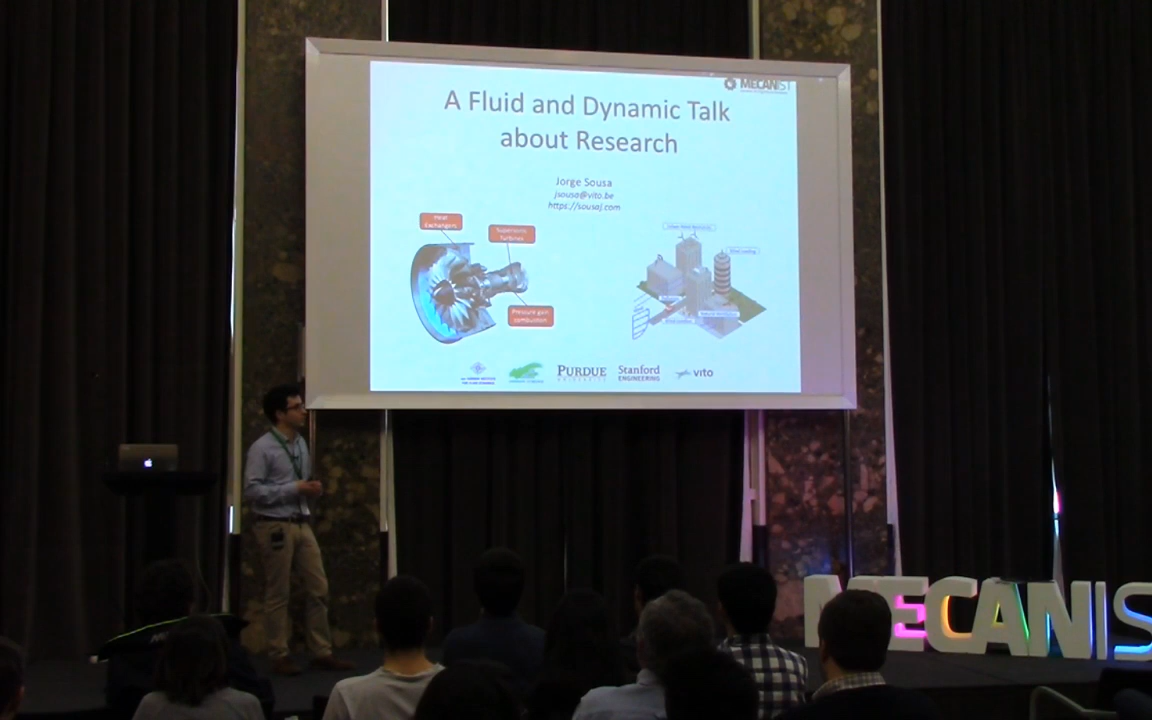 MECANIST
A Fluid and Dynamic Talk
about Research
Jorge Sousa
jsousa@vito.be
https://sousaj.com
Heat
Exchangers
Supersonic
Turbines
Pressure gain
combustion
PURDUE
UNIVERSITY
Stanford
ENGINEERING
vito
MECANIS